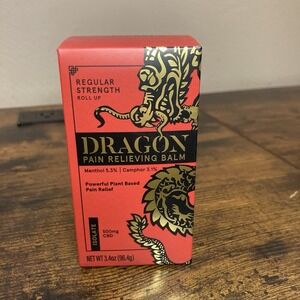 REGULAR
STRENGTH
ROLL UP
DRAGON
PAIN RELIEVING BALM
Menthol 5.3% | Camphor 3.1%
Powerful Plant Based
Pain Relief
ISOLATE
500mg
CBD
NET WT 3.4oz (96.4g)